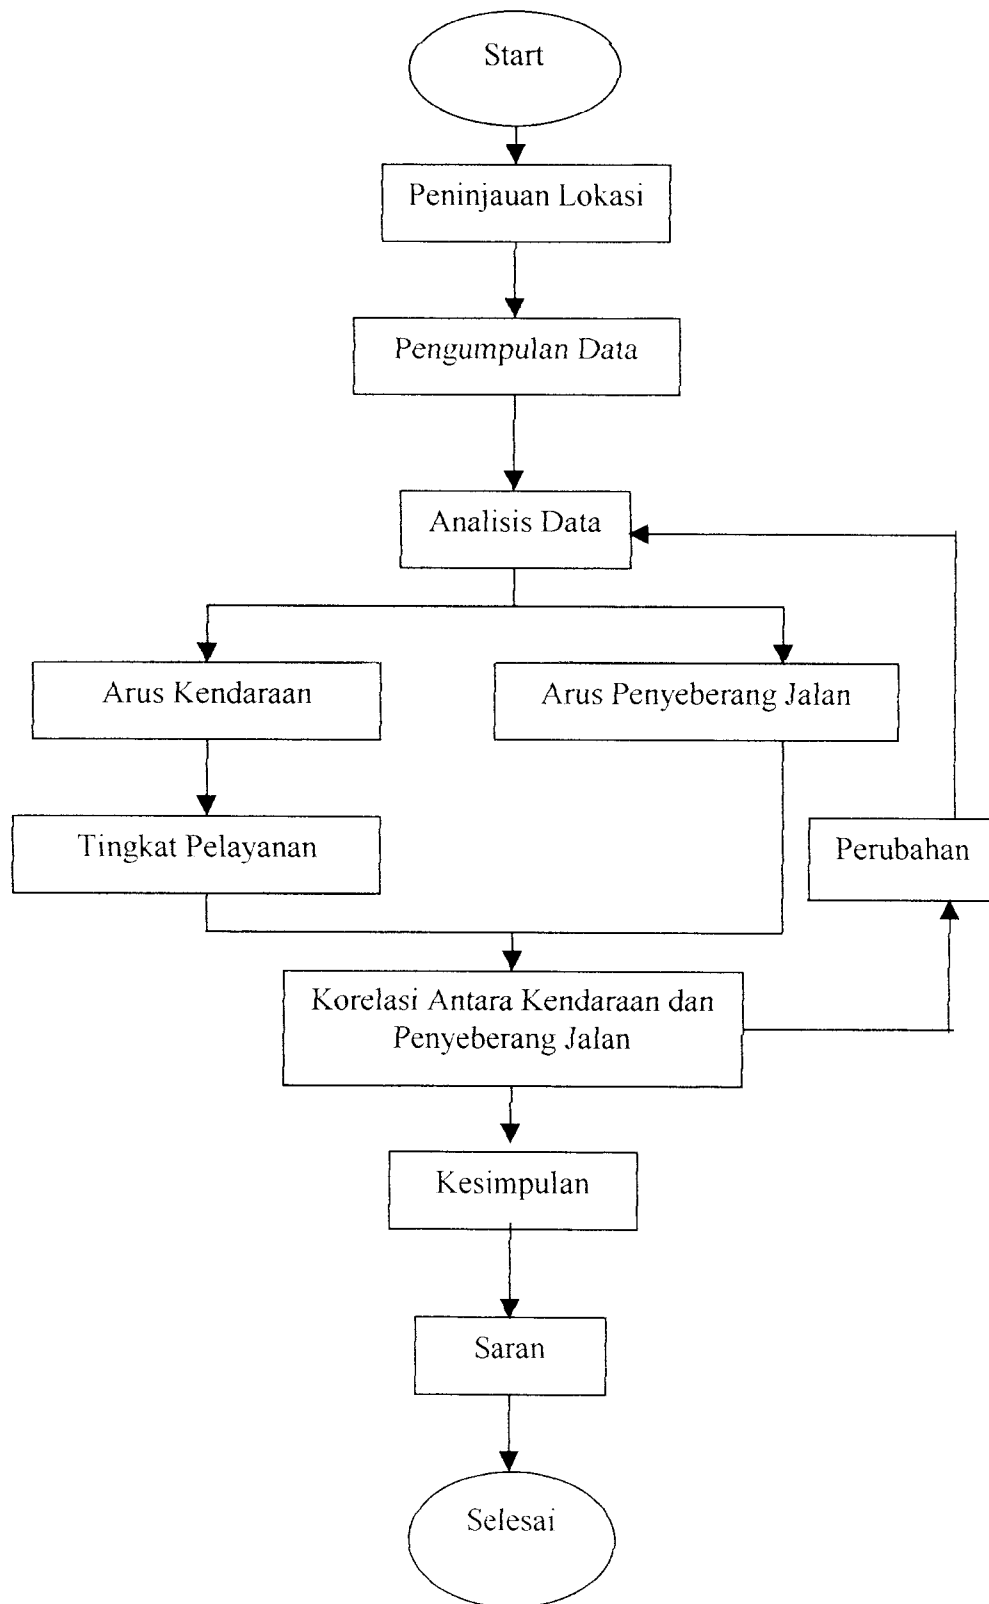 Start
Peninjauan Lokasi
Pengumpulan Data
Analisis Data
Arus Kendaraan
Arus Penyeberang Jalan
Tingkat Pelayanan
Perubahan
Korelasi Antara Kendaraan dan
Penyeberang Jalan
Kesimpulan
Saran
Selesai